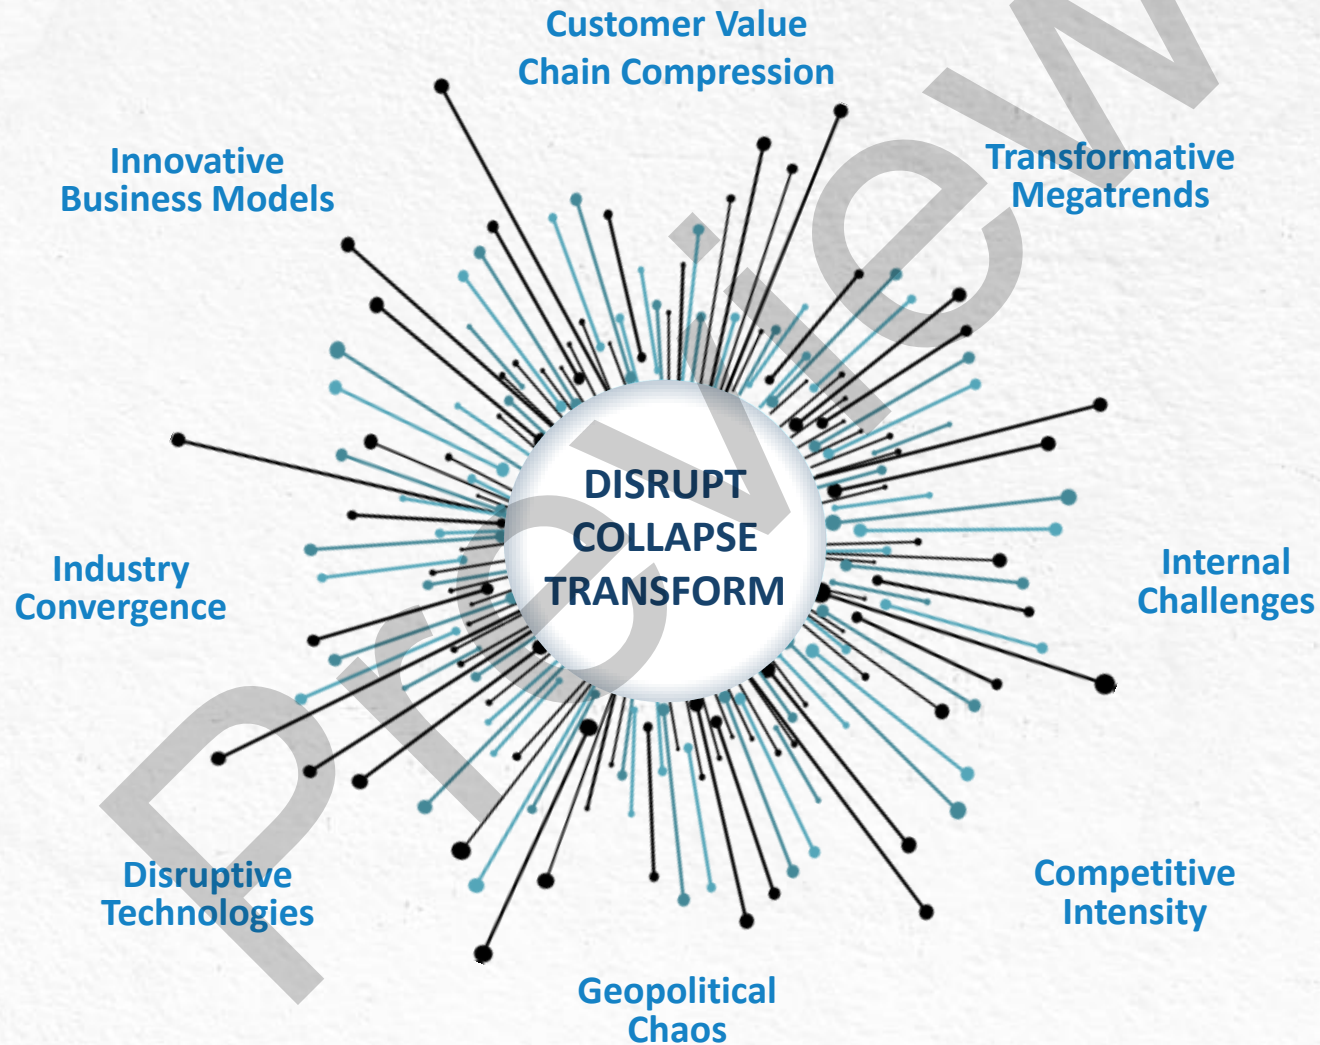 Customer Value
Chain Compression
Innovative
Business Models
Transformative
Megatrends
DISRUPT
COLLAPSE
TRANSFORM
Industry
Convergence
Internal
Challenges
Disruptive
Technologies
Competitive
Intensity
Geopolitical
Chaos
Preview